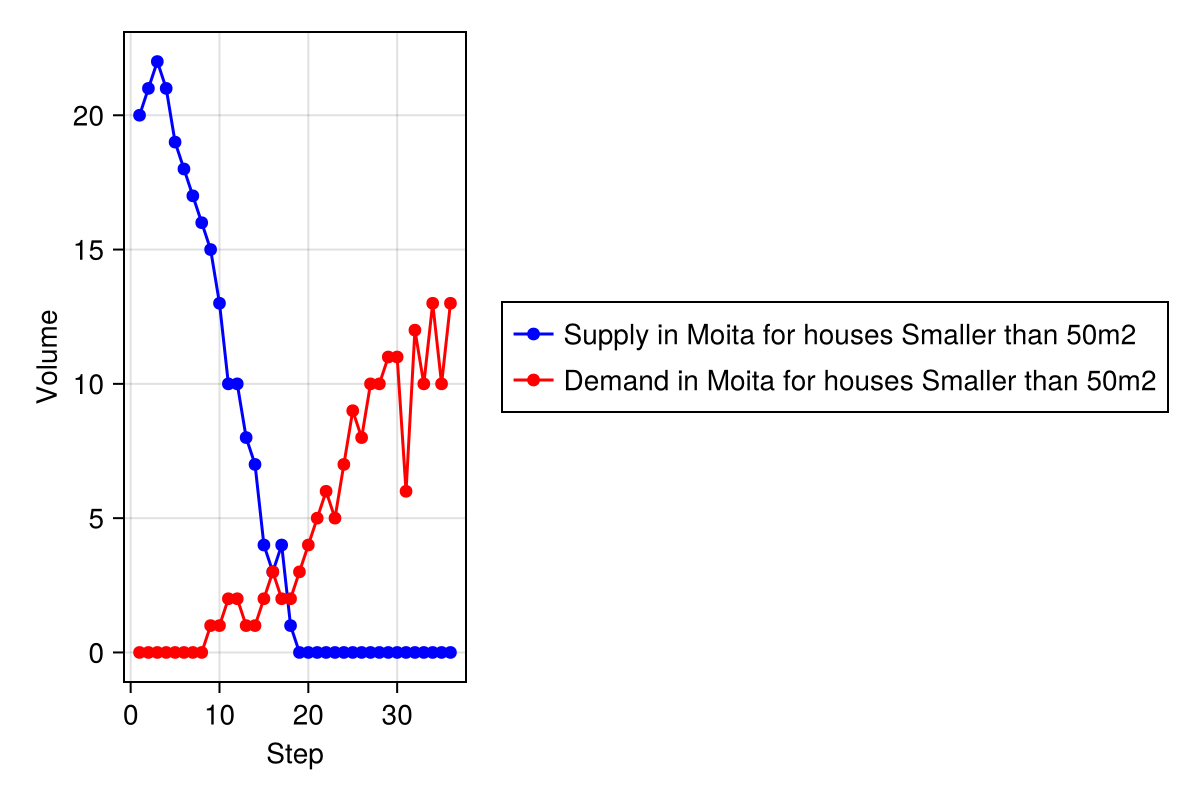 20
15
10
5
0
Volume
0 10 20 30
Step
Supply in Moita for houses Smaller than 50m2
Demand in Moita for houses Smaller than 50m2